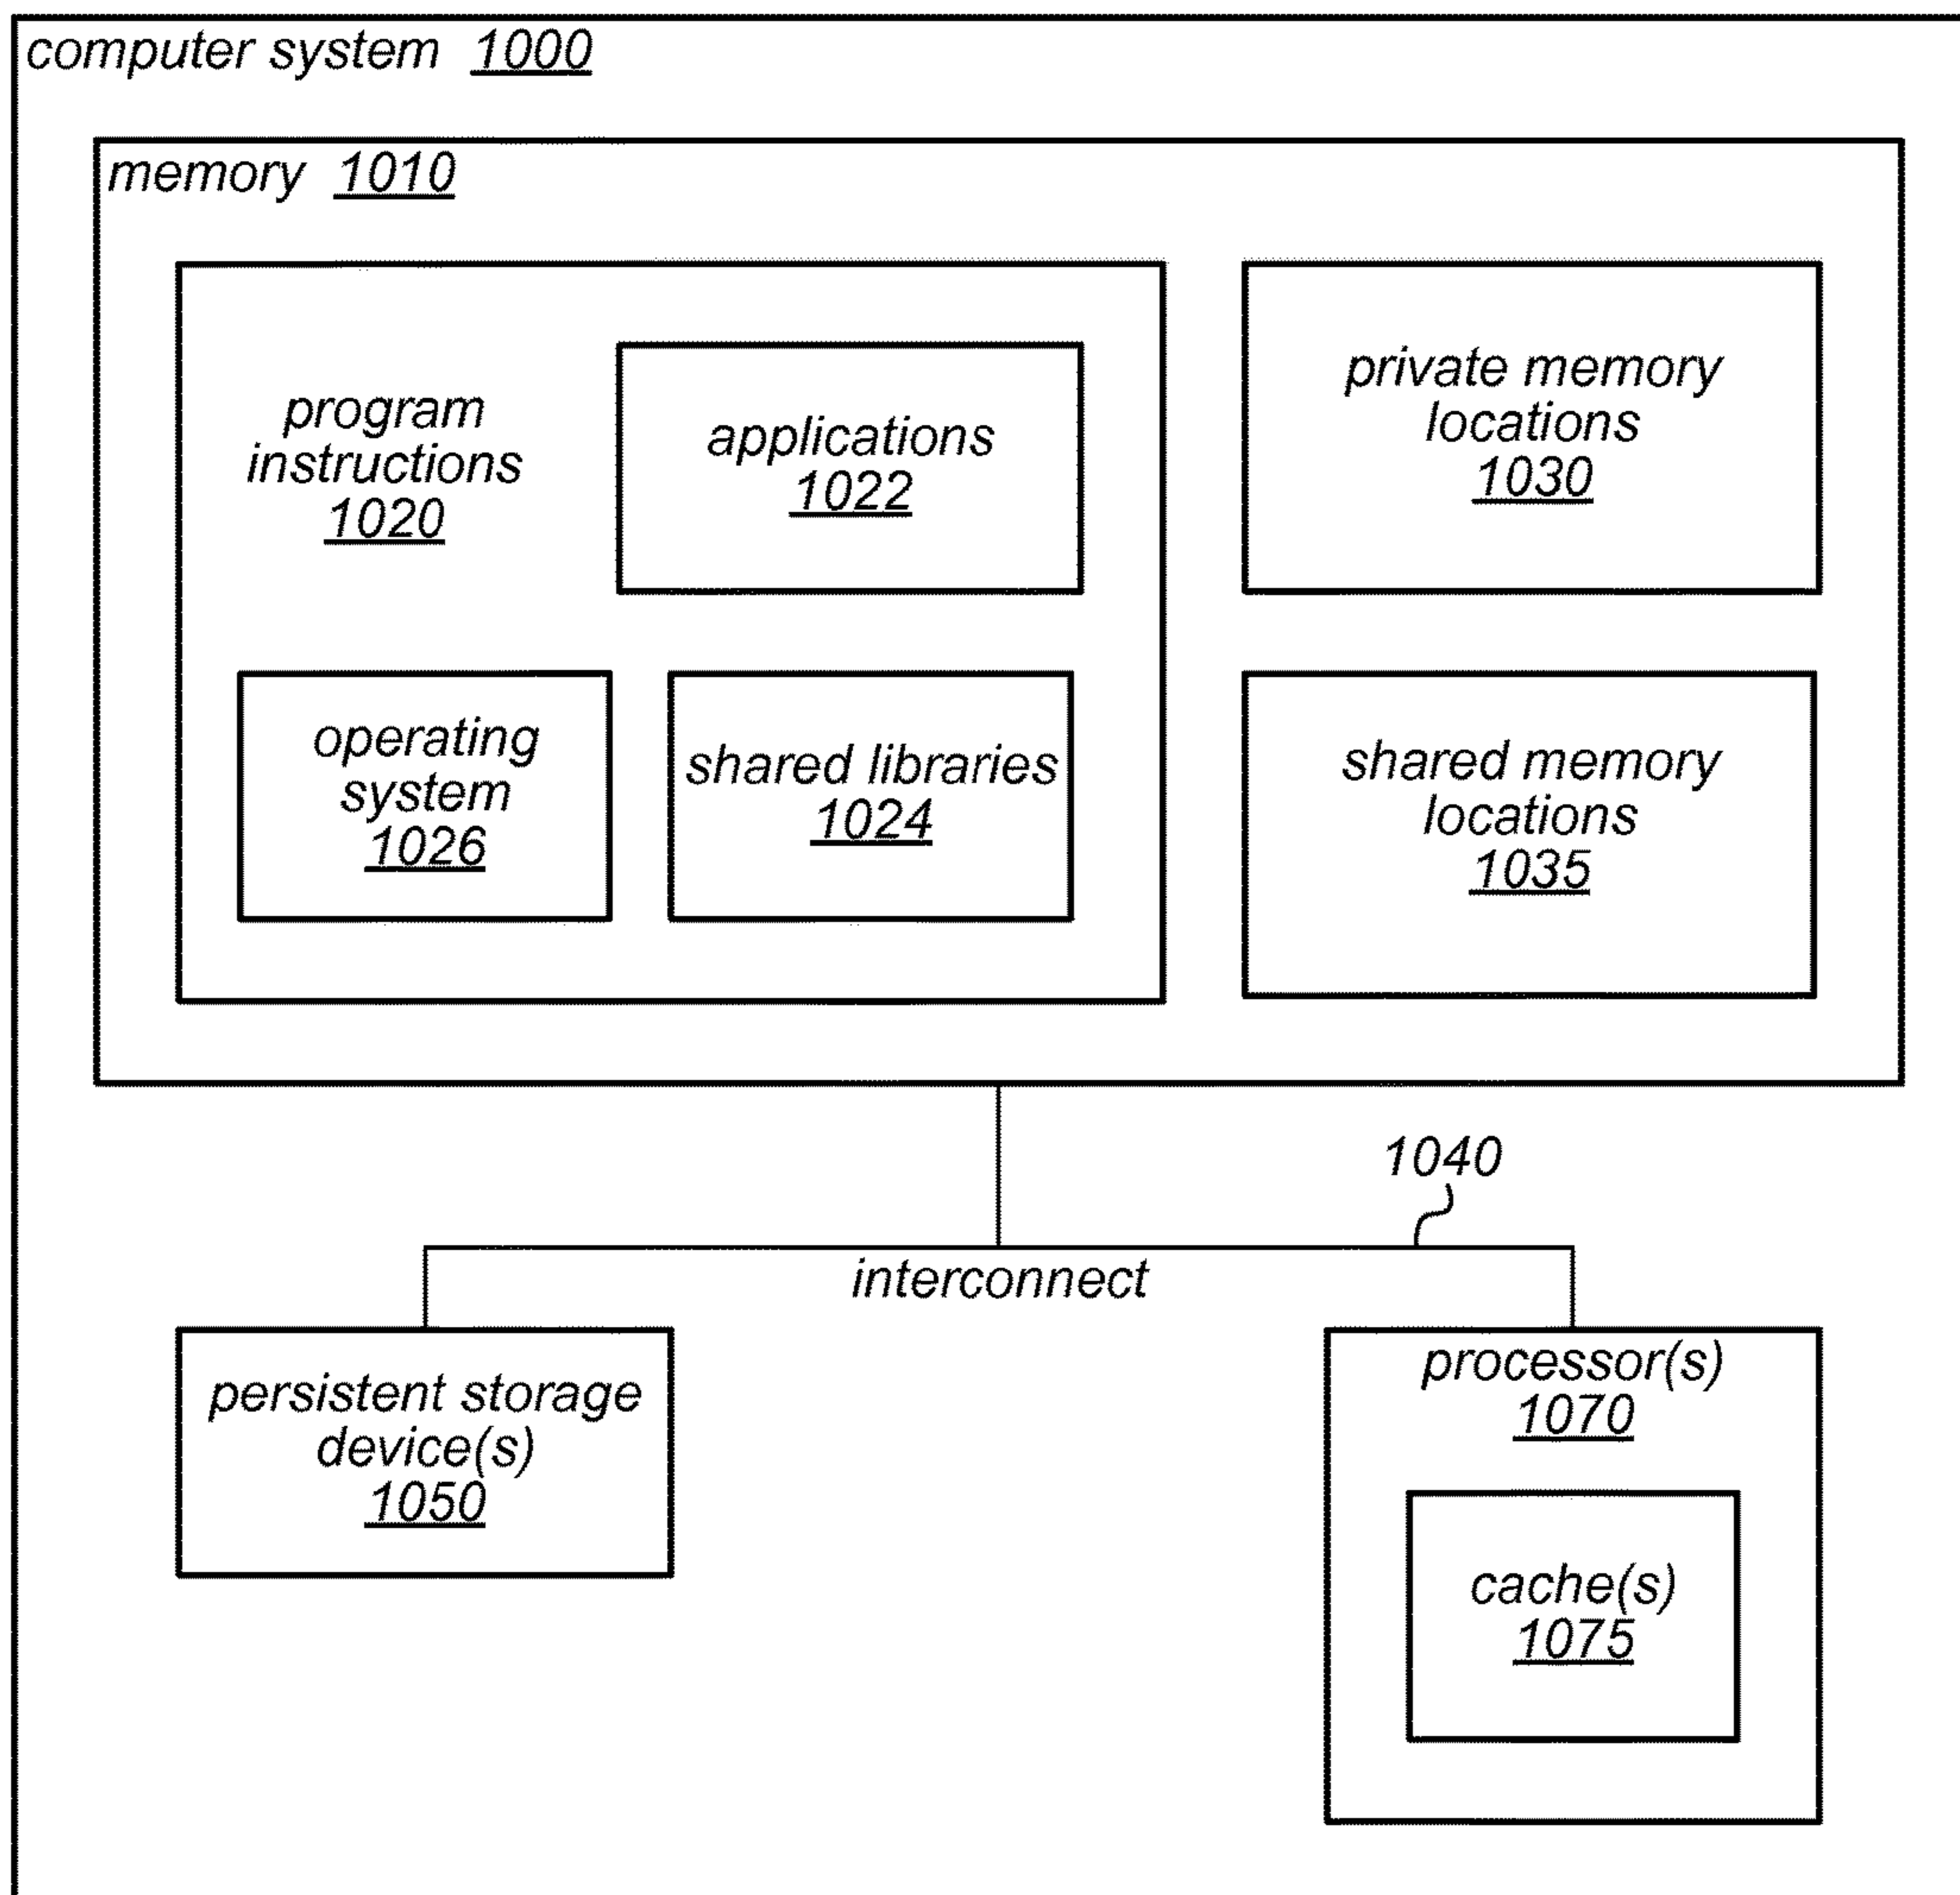 computer system 1000
memory 1010
program
instructions
1020
applications
1022
private memory
locations
1030
operating
system
1026
shared libraries
1024
shared memory
locations
1035
1040
interconnect
persistent storage
device(s)
1050
processor(s)
1070
cache(s)
1075